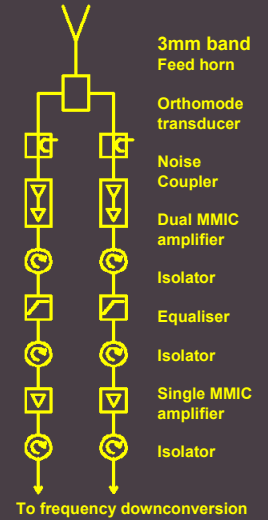 3mm band
Feed horn
Orthomode
transducer
Noise
Coupler
Dual MMIC
amplifier
Isolator
Equaliser
Isolator
Single MMIC
amplifier
Isolator
To frequency downconversion